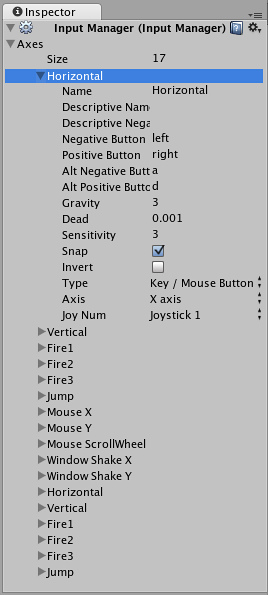 Inspector
Input Manager (Input Manager)
Axes
Size 17
Horizontal
Name Horizontal
Descriptive Nam
Descriptive Nega
Negative Button left
Positive Button right
Alt Negative Butt a
Alt Positive Butto d
Gravity 3
Dead 0.001
Sensitivity 3
Snap
Invert
Type Key / Mouse Button
Axis X axis
Joy Num Joystick 1
Vertical
Fire1
Fire2
Fire3
Jump
Mouse X
Mouse Y
Mouse ScrollWheel
Window Shake X
Window Shake Y
Horizontal
Vertical
Fire1
Fire2
Fire3
Jump